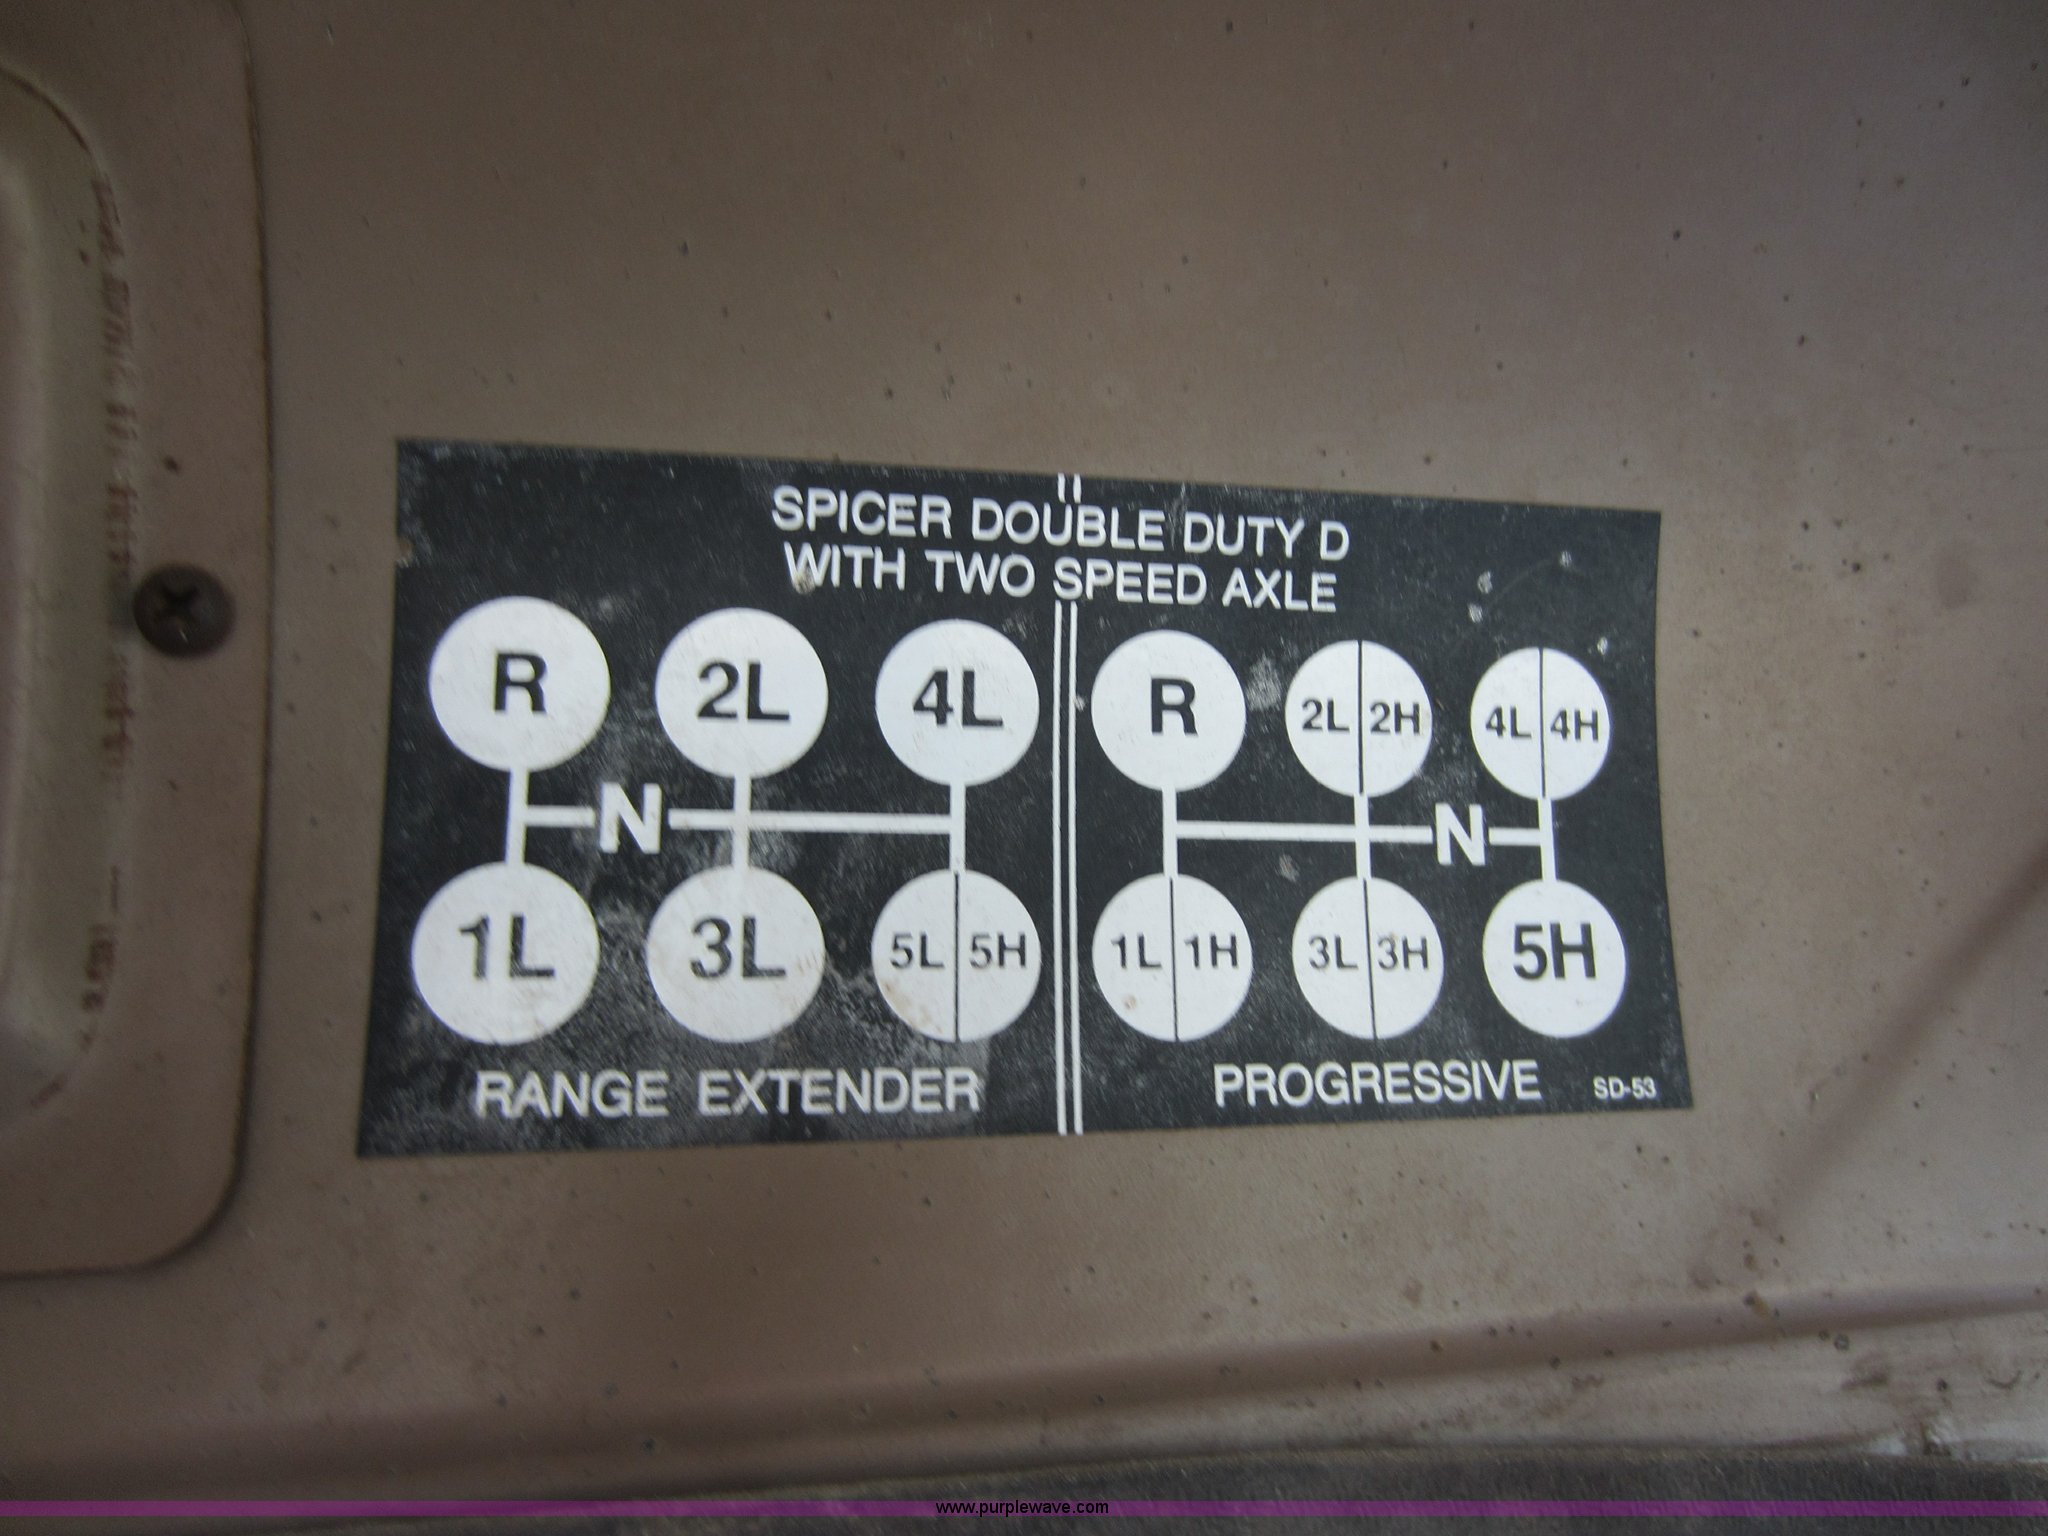 SPICER DOUBLE DUTY D
WITH TWO SPEED AXLE
R 2L 4L
N
1L 3L 5L 5H
RANGE EXTENDER
R 2L 2H 4L 4H
N
1L 1H 3L 3H 5H
PROGRESSIVE SD-53
www.purplewave.com